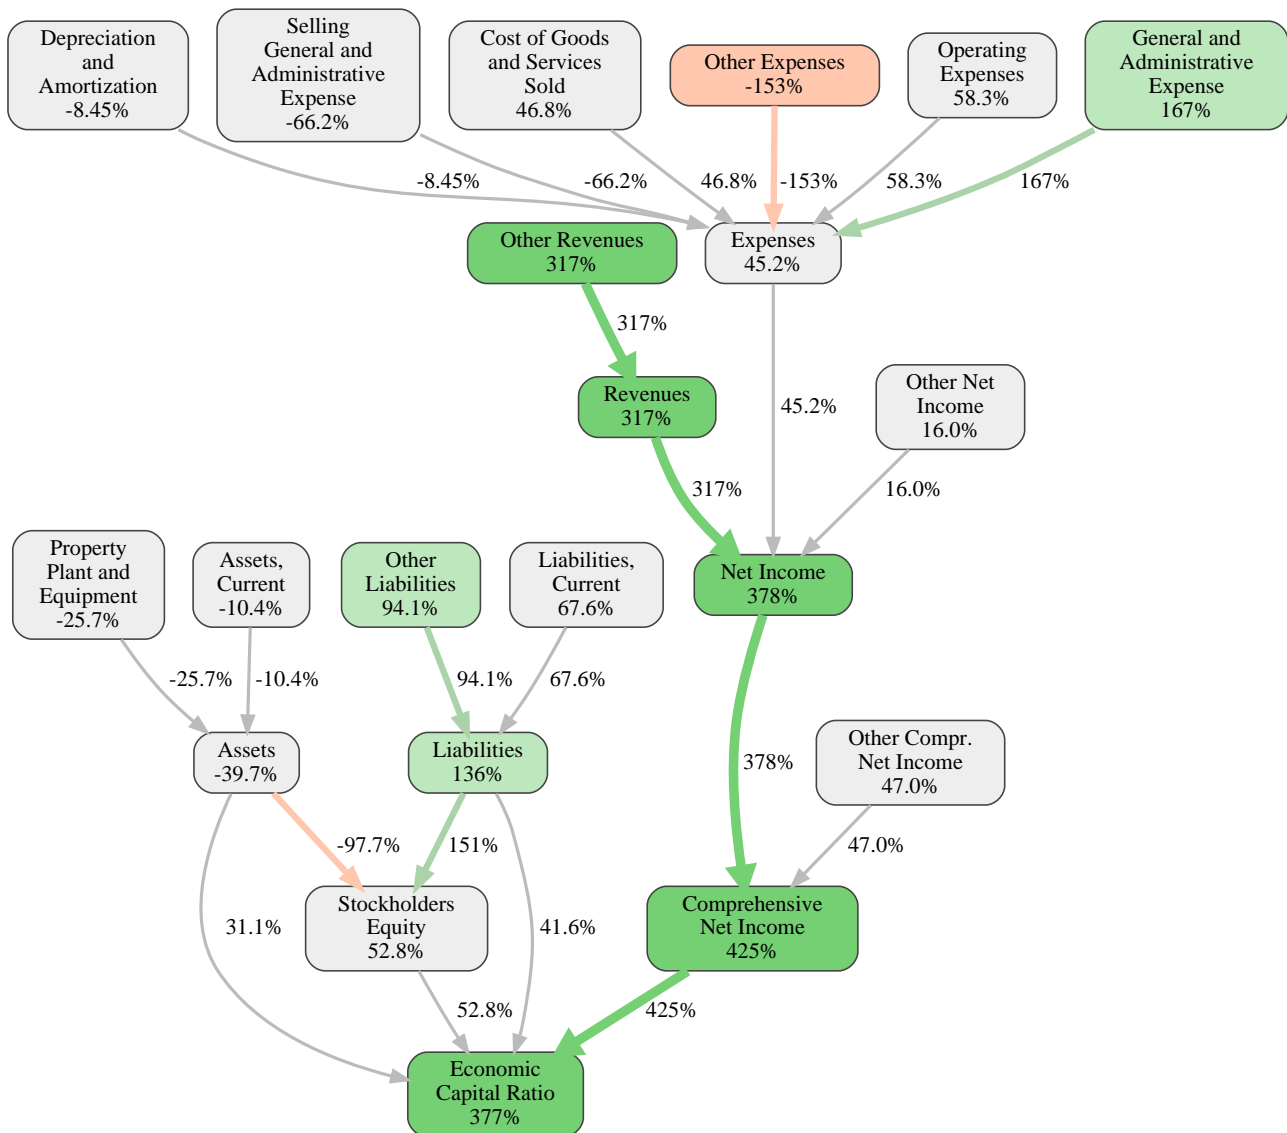 Depreciation
and
Amortization
-8.45%
Selling
General and
Administrative
Expense
-66.2%
Cost of Goods
and Services
Sold
46.8%
Other Expenses
-153%
Operating
Expenses
58.3%
General and
Administrative
Expense
167%
-8.45%
-66.2%
46.8%
-153%
58.3%
167%
Other Revenues
317%
Expenses
45.2%
317%
Revenues
317%
45.2%
Other Net
Income
16.0%
317%
16.0%
Property
Plant and
Equipment
-25.7%
Assets,
Current
-10.4%
Other
Liabilities
94.1%
Liabilities,
Current
67.6%
Net Income
378%
-25.7%
-10.4%
94.1%
67.6%
Assets
-39.7%
Liabilities
136%
378%
Other Compr.
Net Income
47.0%
-97.7%
151%
47.0%
31.1%
Stockholders
Equity
52.8%
41.6%
Comprehensive
Net Income
425%
52.8%
425%
Economic
Capital Ratio
377%